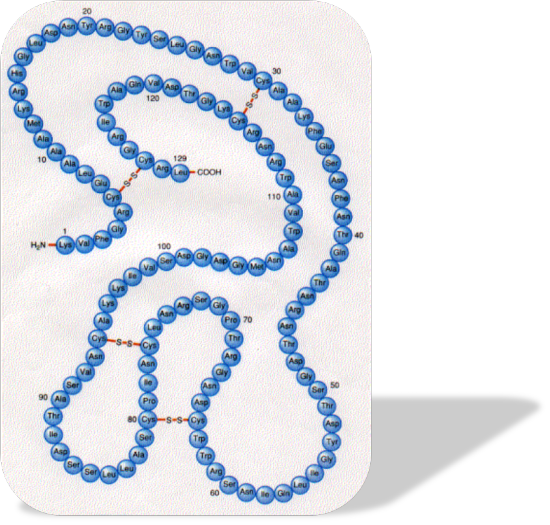 H₂N
1
Lys
Val
Phe
Gly
Arg
Cys
Glu
Leu
Ala
Ala
10
Ala
Met
Lys
Arg
His
Gly
Leu
Asp
Asn
20
Tyr
Arg
Gly
Tyr
Ser
Leu
Gly
Asn
Trp
Val
30
Cys
Ala
Ala
Lys
Phe
Glu
Ser
Asn
Phe
Asn
40
Thr
Gln
Ala
Thr
Asn
Arg
Asn
Thr
Asp
Gly
50
Ser
Thr
Asp
Tyr
Gly
Ile
Leu
Gln
Ile
Asn
60
Ser
Arg
Trp
Trp
Cys
Asp
Asn
Gly
Arg
Thr
70
Pro
Gly
Ser
Arg
Asn
Leu
Cys
Asn
Ile
Pro
80
Cys
Ser
Ala
Leu
Leu
Ser
Ser
Asp
Ile
Thr
90
Ala
Ser
Val
Asn
Cys
Ala
Lys
Lys
Ile
Val
100
Ser
Asp
Gly
Asp
Gly
Met
Asn
Ala
Trp
Val
110
Ala
Trp
Arg
Asn
Arg
Cys
Lys
Gly
Thr
Asp
120
Val
Gln
Ala
Trp
Ile
Arg
Gly
Cys
Arg
129
Leu
COOH
S-S
S-S
S-S
S-S